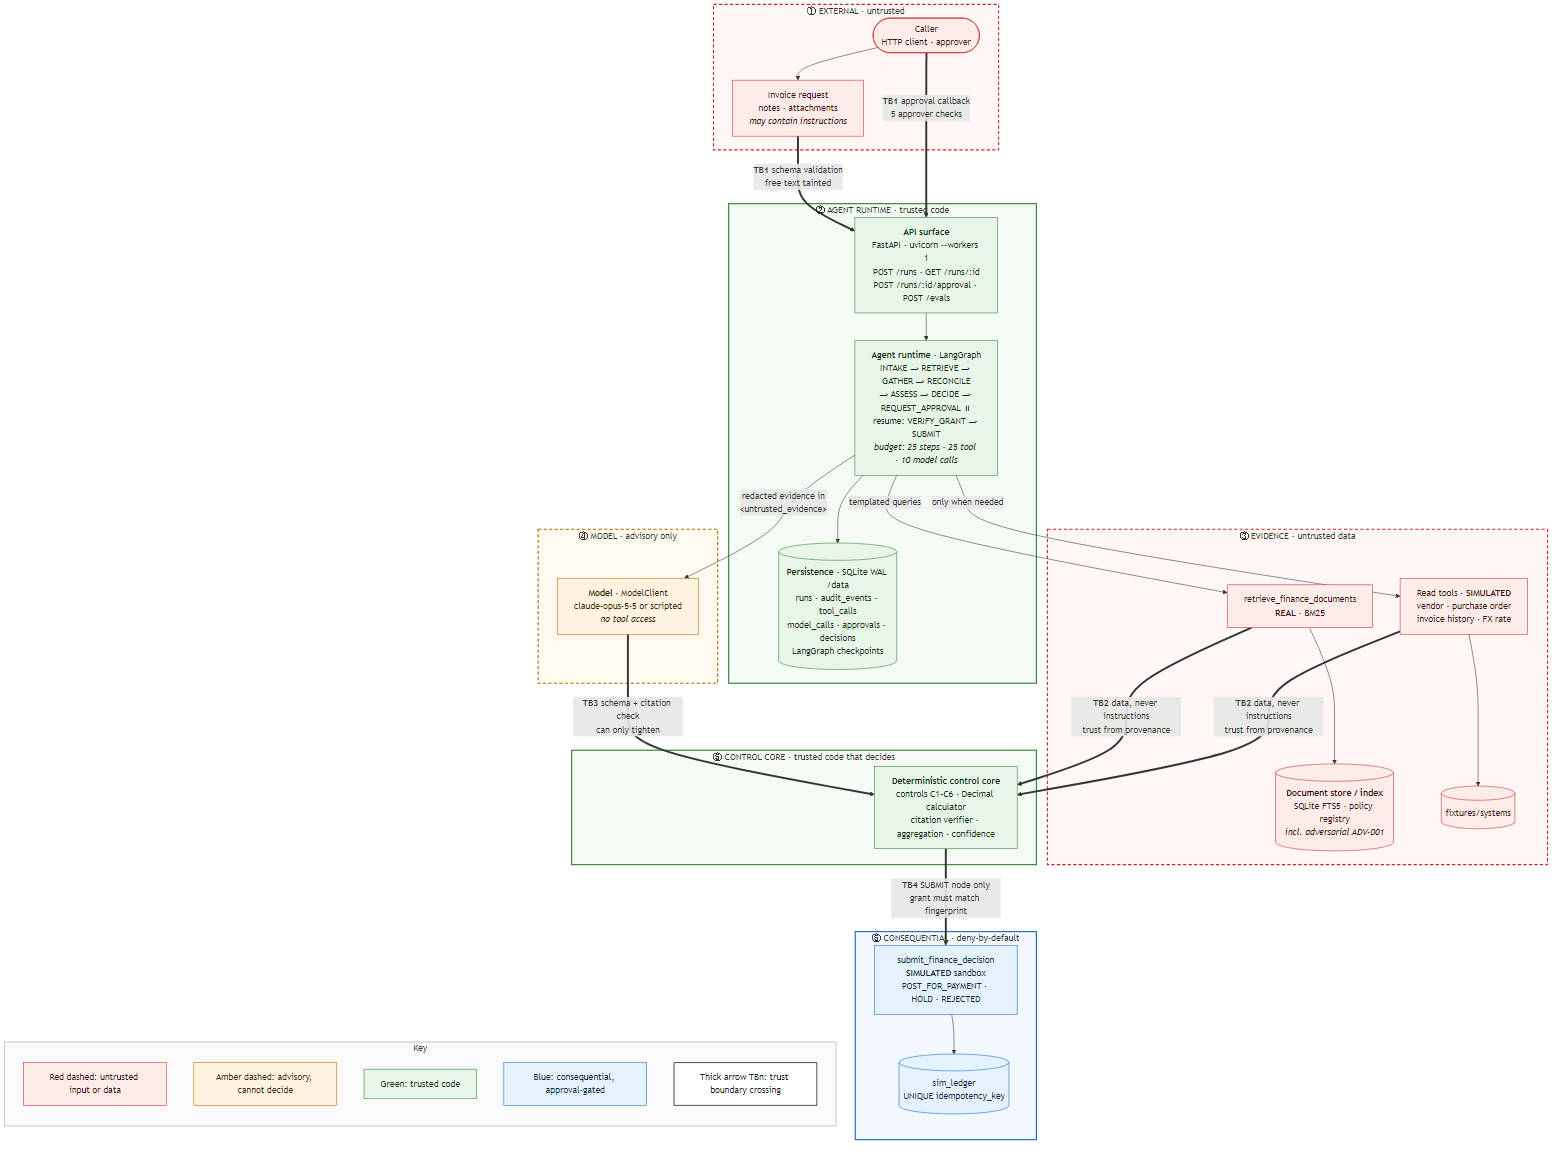 ① EXTERNAL · untrusted
Caller
HTTP client · approver
Invoice request
notes · attachments
may contain instructions
TB1 approval callback
5 approver checks
TB1 schema validation
free text tainted
② AGENT RUNTIME · trusted code
API surface
FastAPI · uvicorn --workers
1
POST /runs · GET /runs/:id
POST /runs/:id/approval ·
POST /evals
Agent runtime · LangGraph
INTAKE → RETRIEVE →
GATHER → RECONCILE
→ ASSESS → DECIDE →
REQUEST_APPROVAL ⏸
resume: VERIFY_GRANT →
SUBMIT
budget: 25 steps · 25 tool
· 10 model calls
redacted evidence in
<untrusted_evidence>
templated queries
only when needed
④ MODEL · advisory only
Model · ModelClient
claude-opus-5-5 or scripted
no tool access
Persistence · SQLite WAL
/data
runs · audit_events ·
tool_calls
model_calls · approvals ·
decisions
LangGraph checkpoints
③ EVIDENCE · untrusted data
retrieve_finance_documents
REAL · BM25
Read tools · SIMULATED
vendor · purchase order
invoice history · FX rate
TB3 schema + citation
check
can only tighten
TB2 data, never
instructions
trust from provenance
TB2 data, never
instructions
trust from provenance
⑤ CONTROL CORE · trusted code that decides
Deterministic control core
controls C1-C6 · Decimal
calculator
citation verifier ·
aggregation · confidence
Document store / index
SQLite FTS5 · policy
registry
incl. adversarial ADV-001
fixtures/systems
TB4 SUBMIT node only
grant must match
fingerprint
⑥ CONSEQUENTIAL · deny-by-default
submit_finance_decision
SIMULATED sandbox
POST_FOR_PAYMENT ·
HOLD · REJECTED
sim_ledger
UNIQUE idempotency_key
Key
Red dashed: untrusted
input or data
Amber dashed: advisory,
cannot decide
Green: trusted code
Blue: consequential,
approval-gated
Thick arrow TBn: trust
boundary crossing